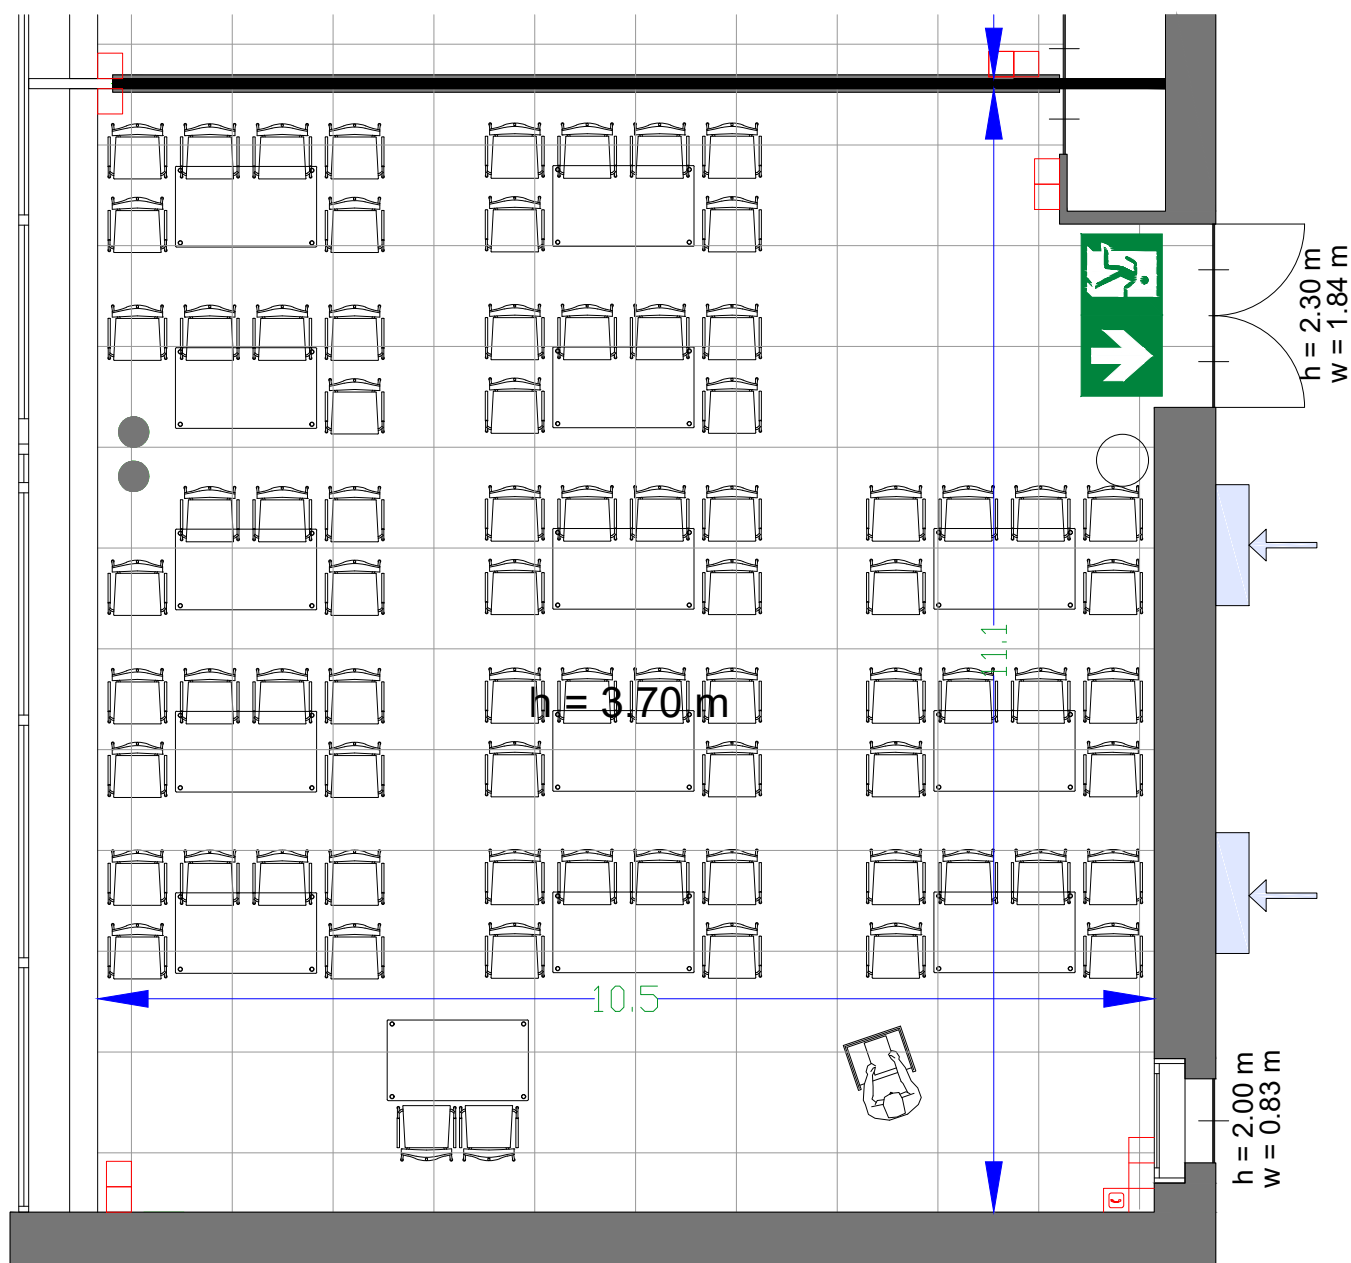 h = 2.30 m
w = 1.84 m
11.1
h = 3.70 m
10.5
h = 2.00 m
w = 0.83 m